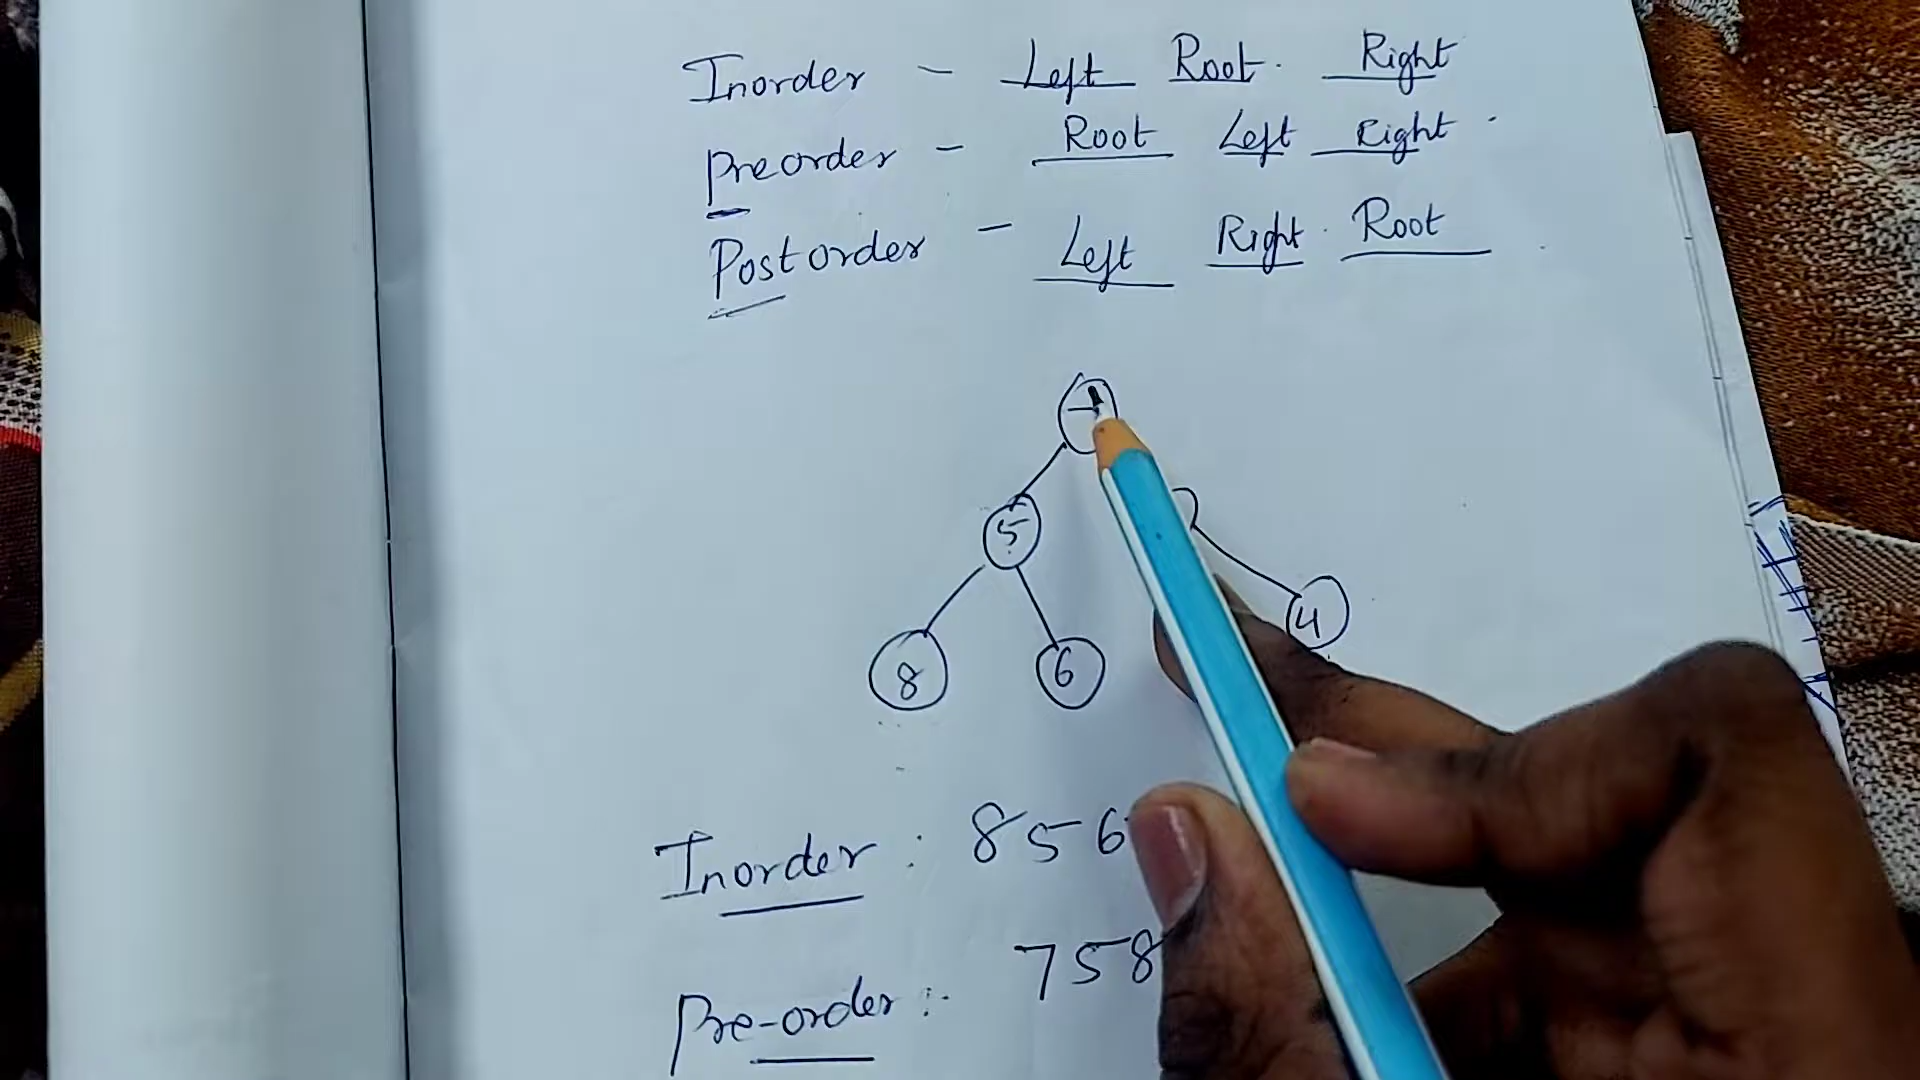 Inorder - Left Root. Right
Preorder - Root Left Right.
Postorder - Left Right. Root
5
4
8
6
Inorder : 8 5 6
Pre-order :- 7 5 8